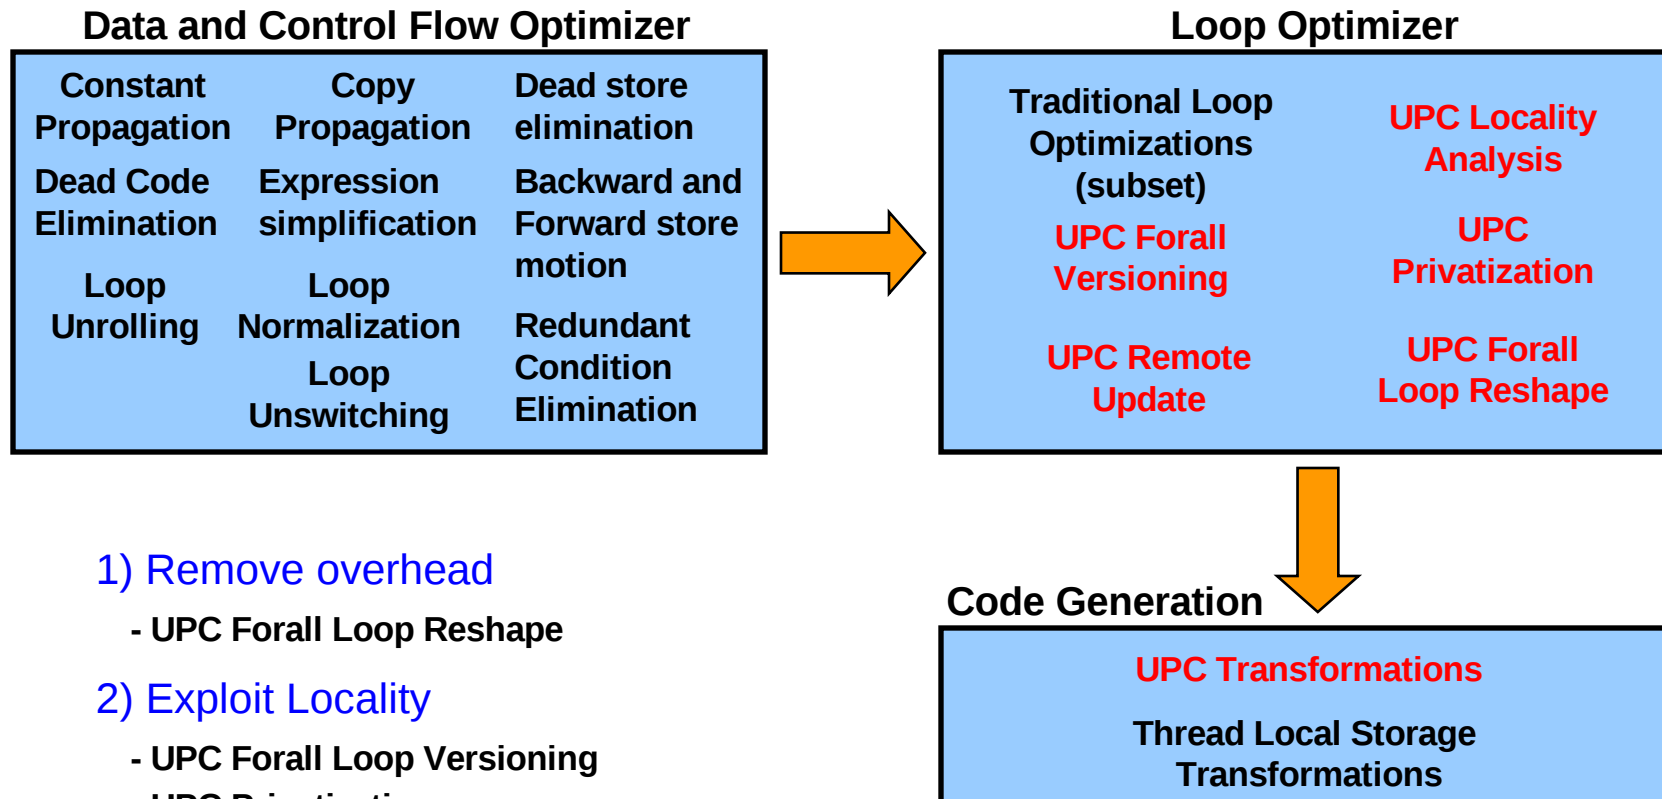 Data and Control Flow Optimizer
Constant
Propagation
Copy
Propagation
Dead store
elimination
Dead Code
Elimination
Expression
simplification
Backward and
Forward store
motion
Loop
Unrolling
Loop
Normalization
Redundant
Condition
Elimination
Loop
Unswitching
Loop Optimizer
Traditional Loop
Optimizations
(subset)
UPC Locality
Analysis
UPC Forall
Versioning
UPC
Privatization
UPC Remote
Update
UPC Forall
Loop Reshape
1) Remove overhead
- UPC Forall Loop Reshape
2) Exploit Locality
- UPC Forall Loop Versioning
Code Generation
UPC Transformations
Thread Local Storage
Transformations